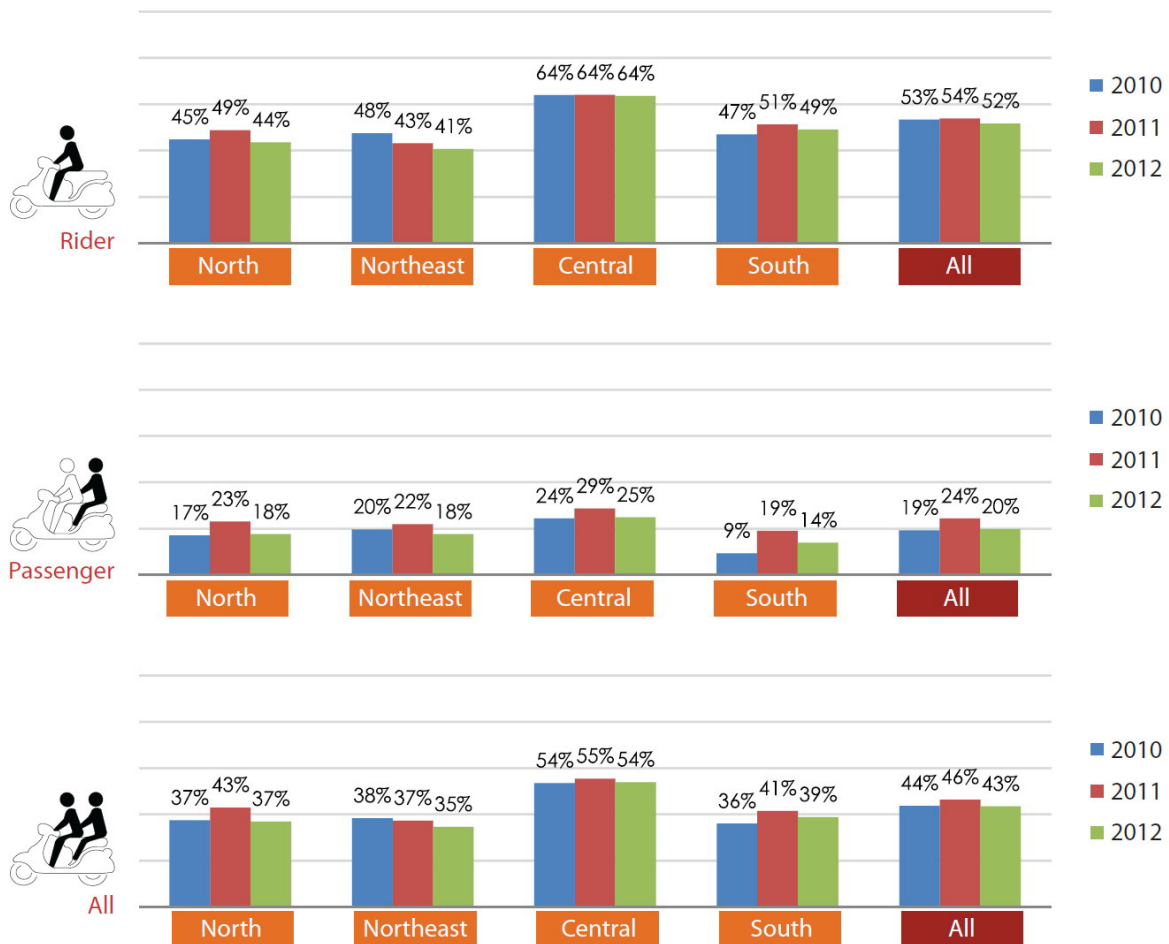 64% 64% 64%
45% 49% 44%
48% 43% 41%
47% 51% 49%
53% 54% 52%
2010
2011
2012
Rider
North Northeast Central South All
17% 23% 18%
20% 22% 18%
24% 29% 25%
9% 19% 14%
19% 24% 20%
2010
2011
2012
Passenger
North Northeast Central South All
37% 43% 37%
38% 37% 35%
54% 55% 54%
36% 41% 39%
44% 46% 43%
2010
2011
2012
All
North Northeast Central South All